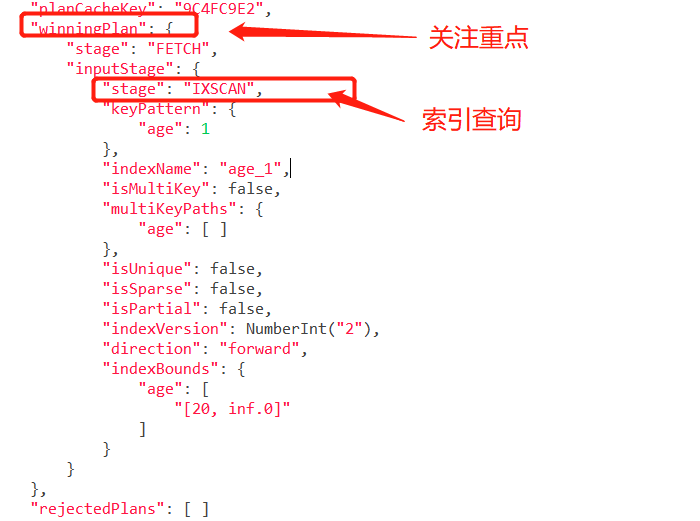 "planCacheKey": "9C4FC9E2",
"winningPlan": {
关注重点
"stage": "FETCH",
"inputStage": {
"stage": "IXSCAN",
索引查询
"keyPattern": {
"age": 1
},
"indexName": "age_1",
"isMultiKey": false,
"multiKeyPaths": {
"age": [ ]
},
"isUnique": false,
"isSparse": false,
"isPartial": false,
"indexVersion": NumberInt("2"),
"direction": "forward",
"indexBounds": {
"age": [
"[20, inf.0]"
]
}
}
},
"rejectedPlans": [ ]